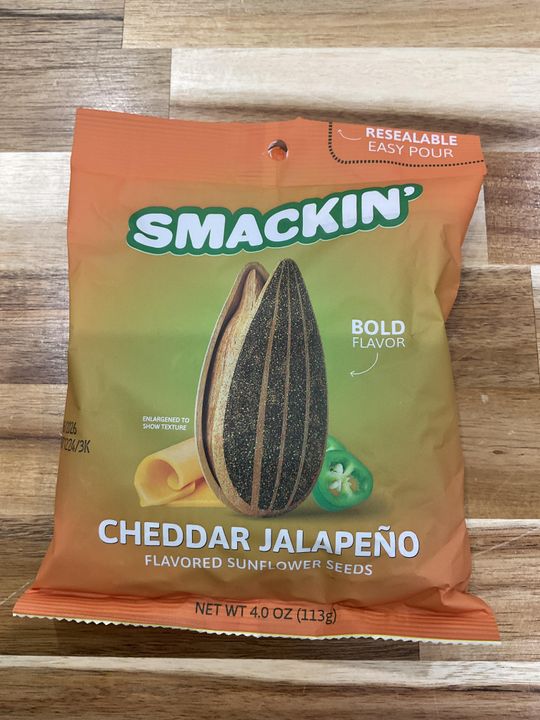 RESEALABLE
EASY POUR
SMACKIN'
BOLD
FLAVOR
ENLARGENED TO
SHOW TEXTURE
CHEDDAR JALAPEÑO
FLAVORED SUNFLOWER SEEDS
NET WT 4.0 OZ (113g)